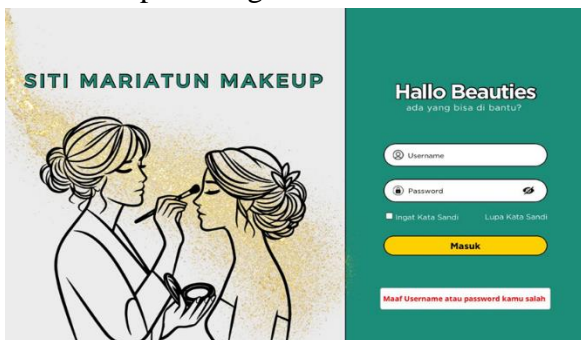 SITI MARIATUN MAKEUP
Hallo Beauties
ada yang bisa di bantu?
Username
Password
Ingat Kata Sandi
Lupa Kata Sandi
Masuk
Maaf Username atau password kamu salah